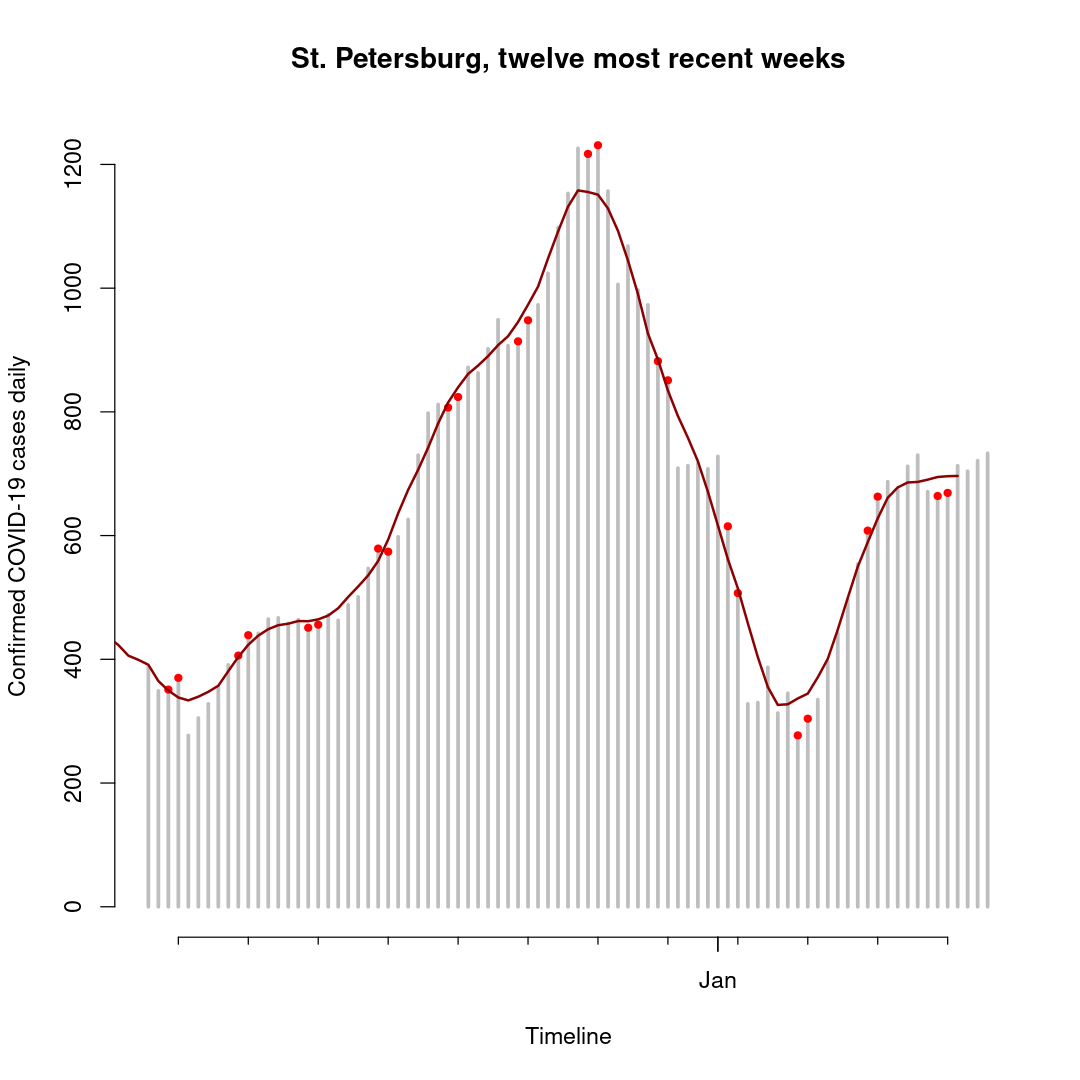 St. Petersburg, twelve most recent weeks
Confirmed COVID-19 cases daily
1200
1000
800
600
400
200
0
Jan
Timeline